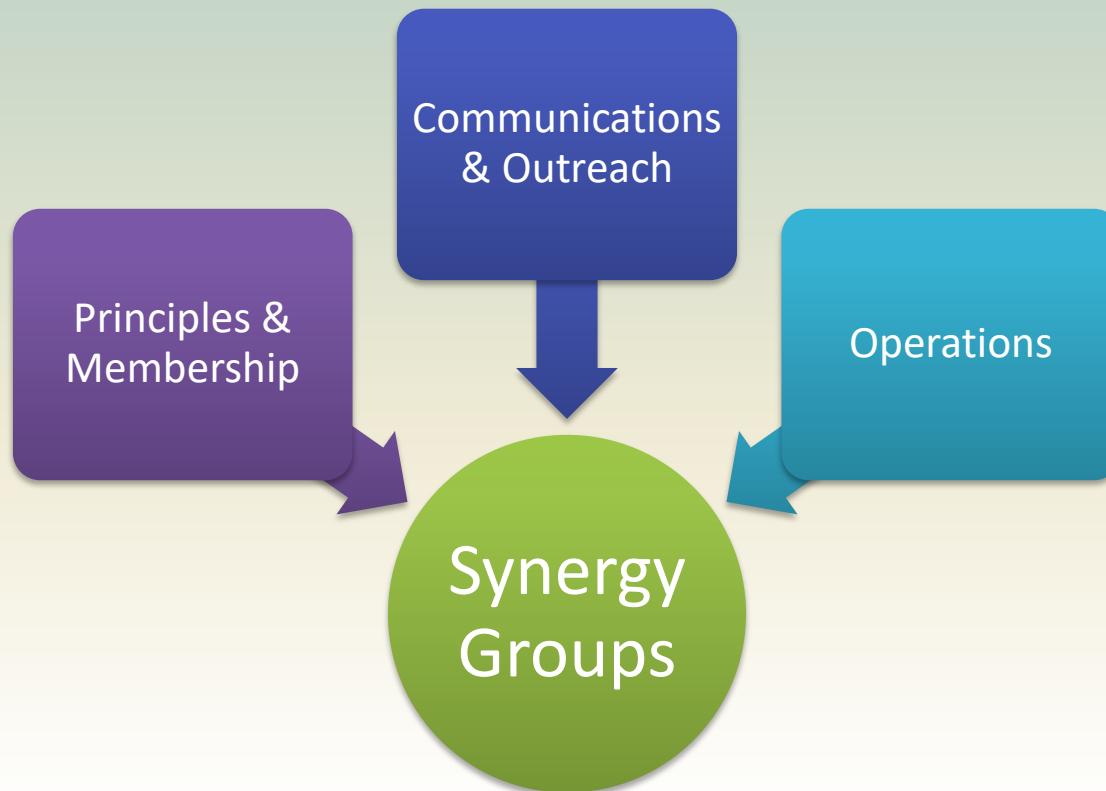 Communications
& Outreach
Principles &
Membership
Operations
Synergy
Groups